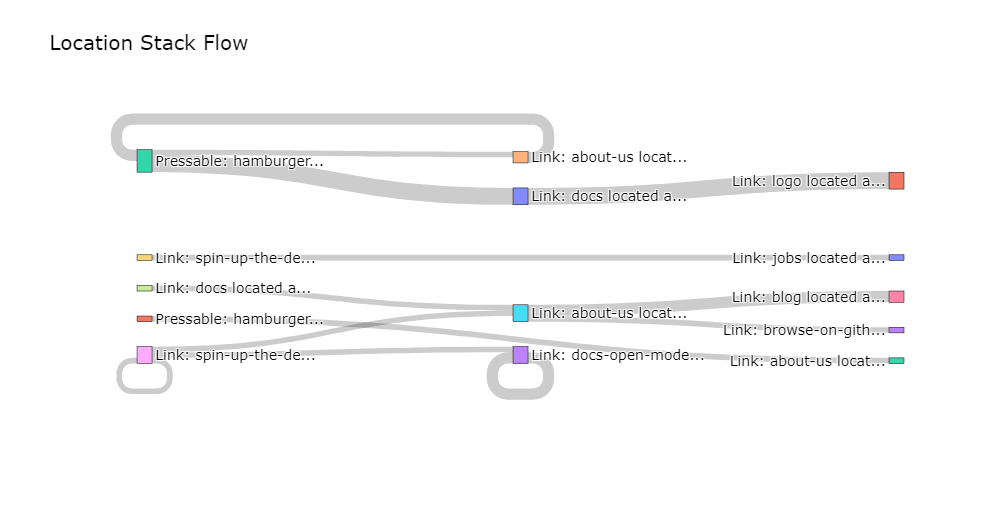 Location Stack Flow
Pressable: hamburger...
Link: about-us locat...
Link: logo located a...
Link: docs located a...
Link: spin-up-the-de...
Link: jobs located a...
Link: docs located a...
Link: blog located a...
Pressable: hamburger...
Link: about-us locat...
Link: browse-on-gith...
Link: spin-up-the-de...
Link: docs-open-mode...
Link: about-us locat...